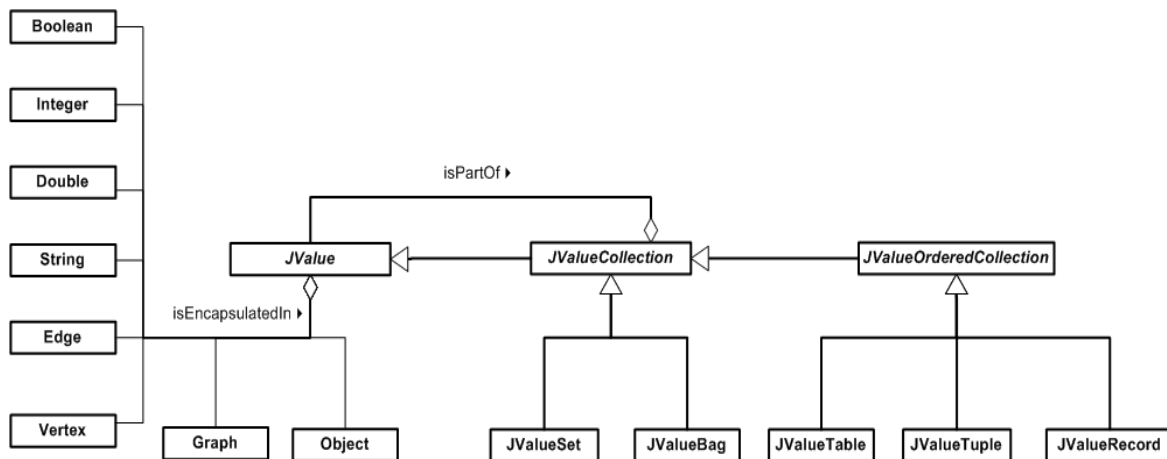 Boolean
Integer
Double
String
Edge
Vertex
isPartOf
JValue
JValueCollection
JValueOrderedCollection
isEncapsulatedIn
Graph
Object
JValueSet
JValueBag
JValueTable
JValueTuple
JValueRecord